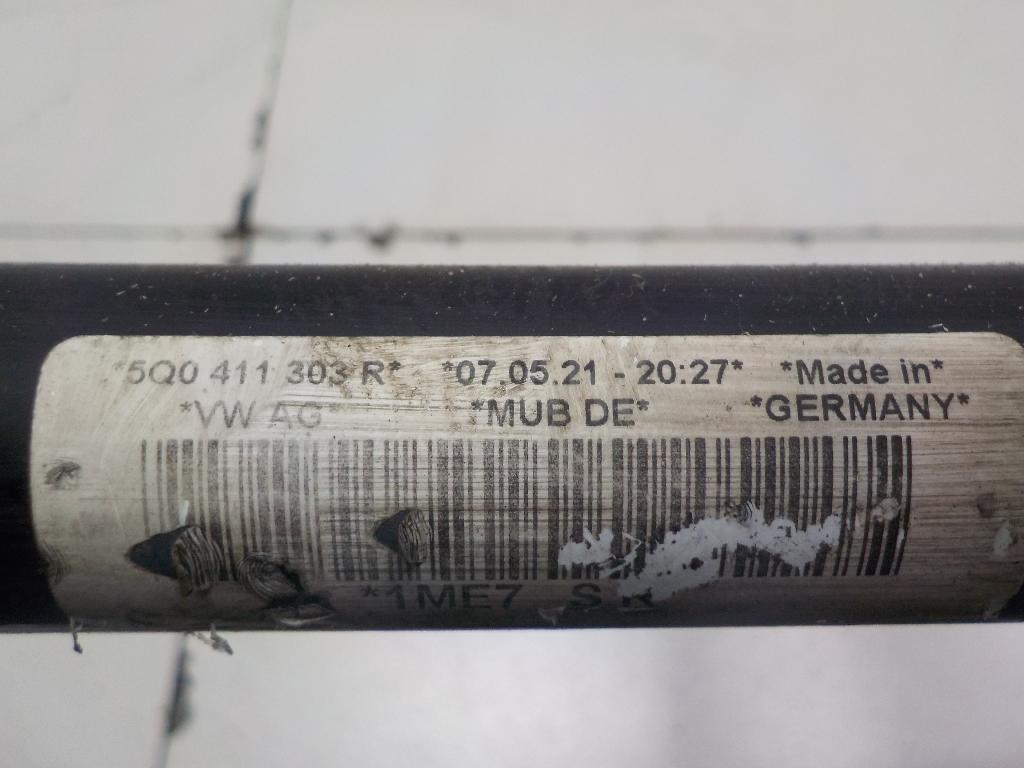 *5Q0 411 303 R* *07.05.21 - 20:27* *Made in*
*VW AG* *MUB DE* *GERMANY*
*1ME7 S R